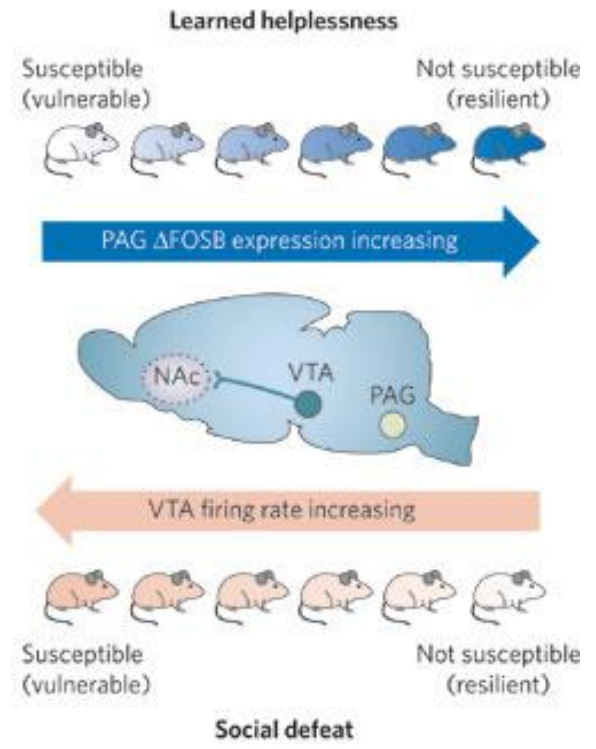 Learned helplessness
Susceptible
(vulnerable)
Not susceptible
(resilient)
PAG ΔFOSB expression increasing
NAc
VTA
PAG
VTA firing rate increasing
Susceptible
(vulnerable)
Not susceptible
(resilient)
Social defeat